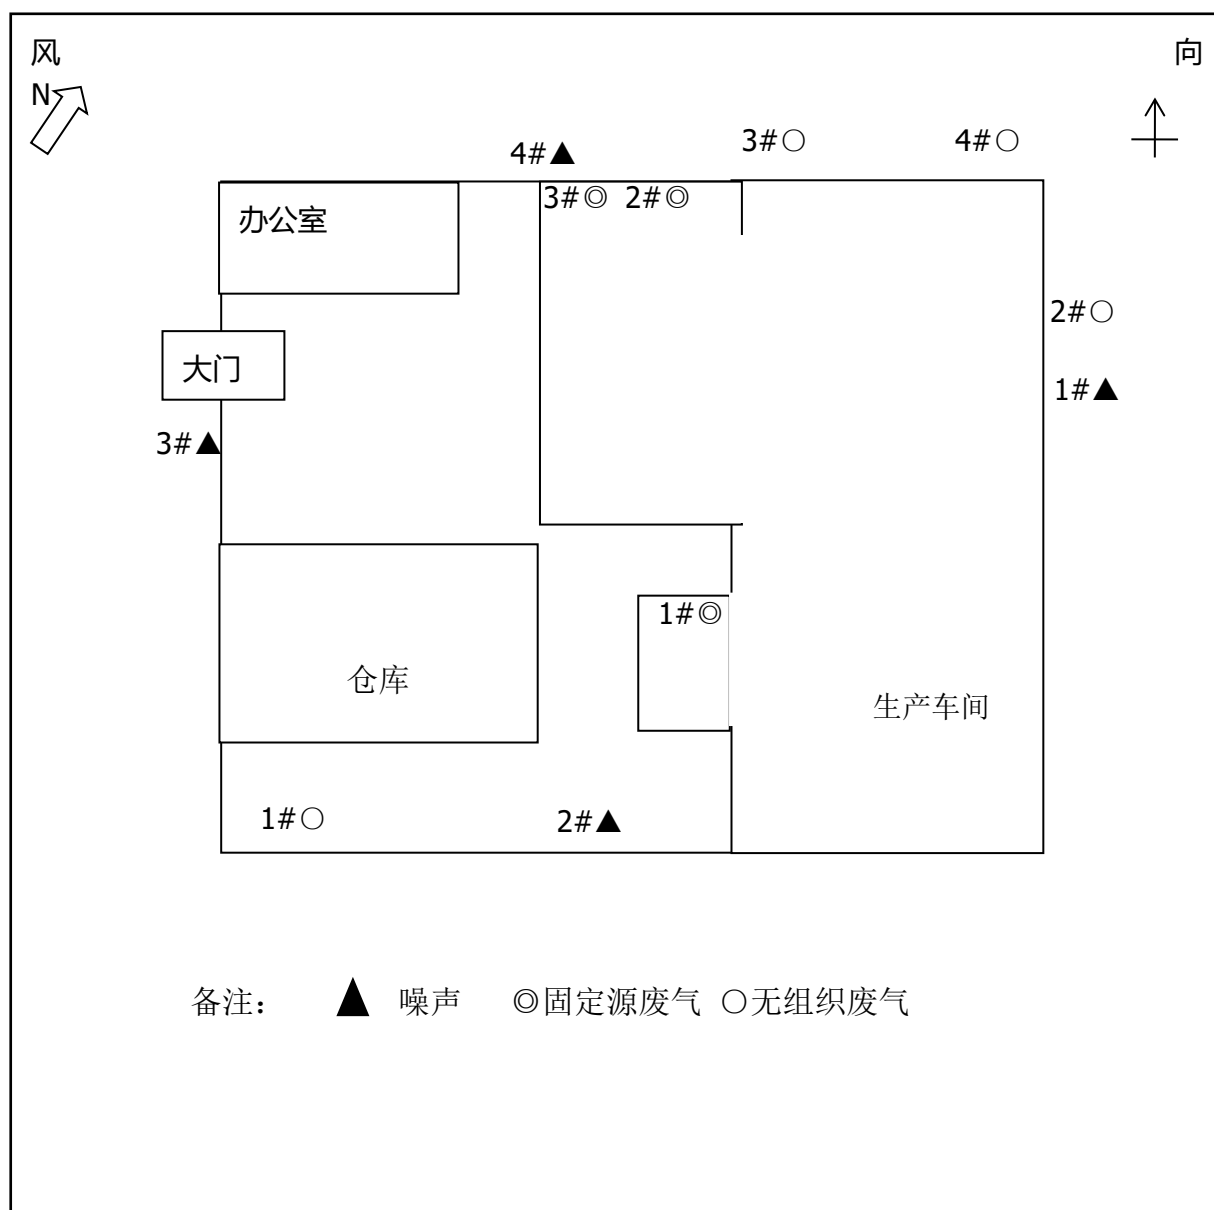 风 向
N
4#▲ 3#○ 4#○
3#◎ 2#◎
办公室
2#○
大门
1#▲
3#▲
1#◎
仓库
生产车间
1#○ 2#▲
备注： ▲ 噪声 ◎固定源废气 ○无组织废气